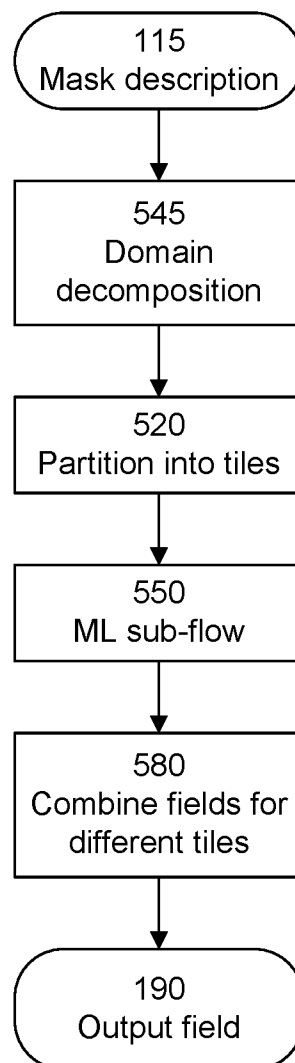 115
Mask description
545
Domain
decomposition
520
Partition into tiles
550
ML sub-flow
580
Combine fields for
different tiles
190
Output field